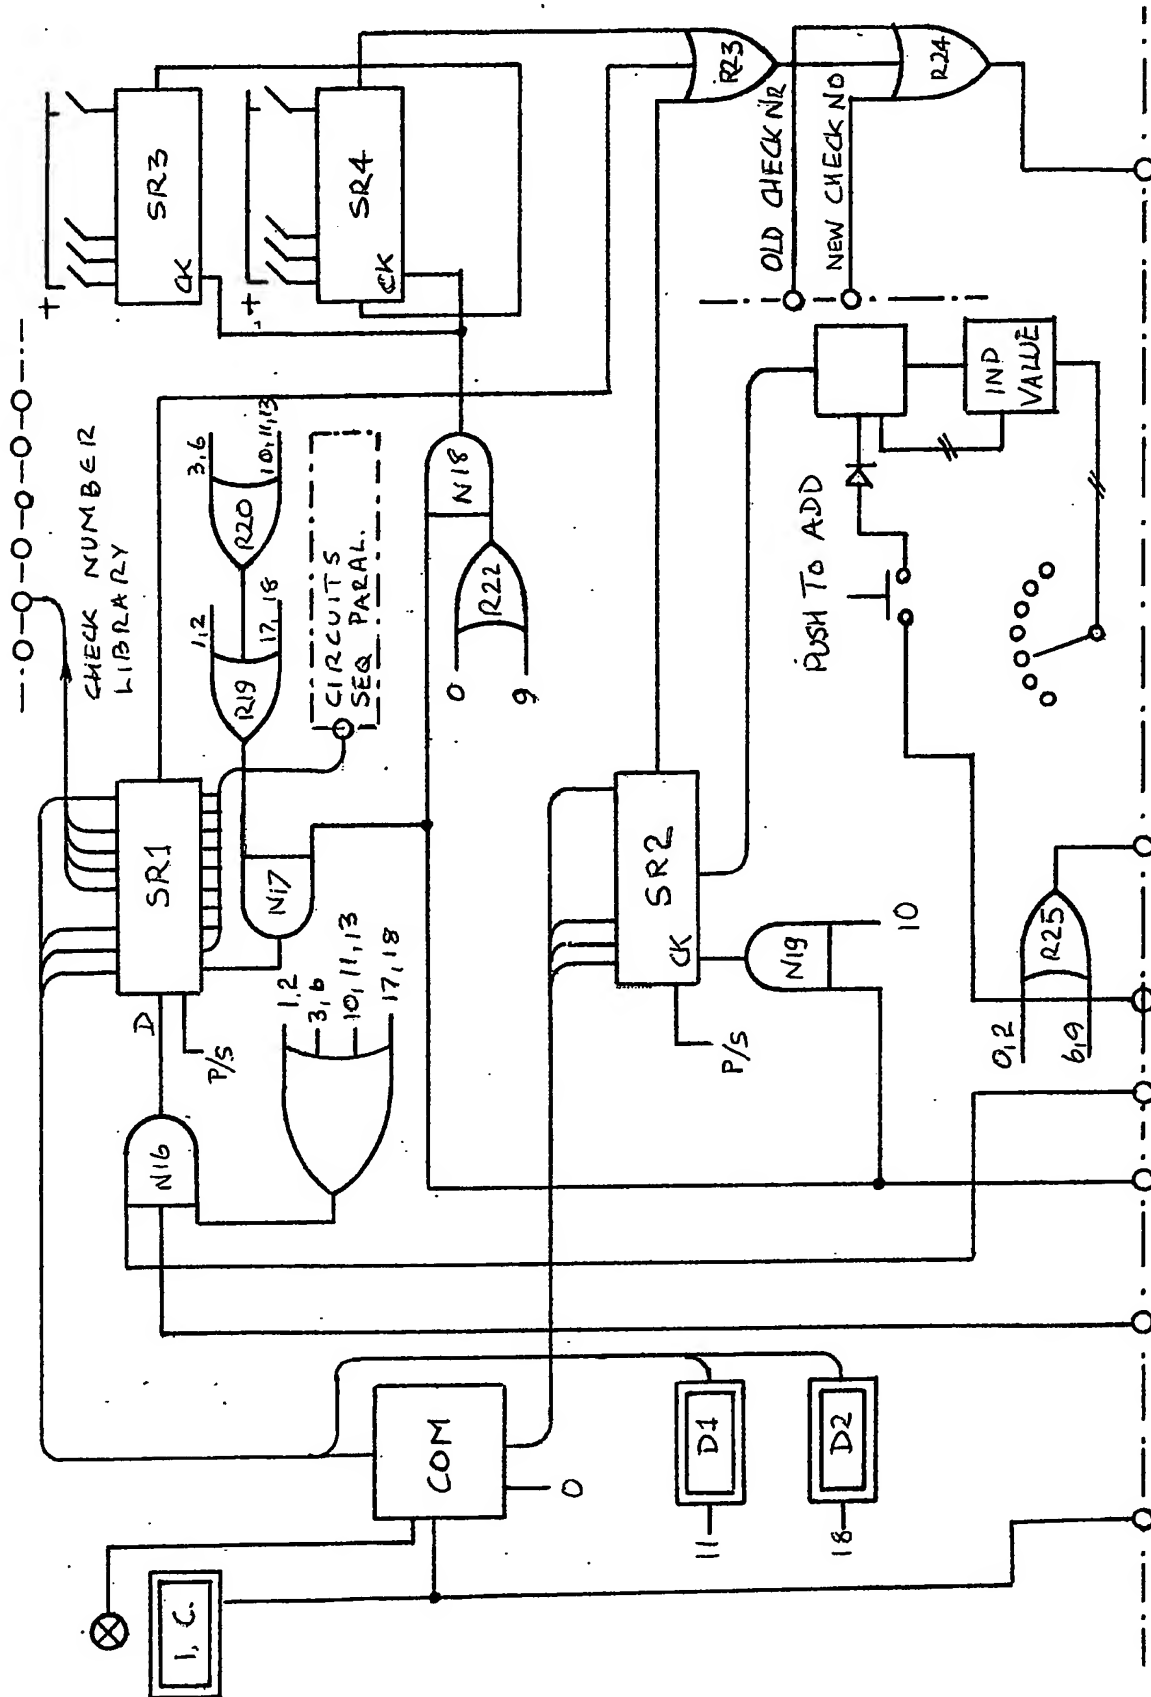 +
SR3
CK
+
SR4
CK
R23
R24
OLD CHECK NR
NEW CHECK NO
CHECK NUMBER
LIBRARY
3,6
10,11,13
R20
1,2
17, 18
R19
CIRCUITS
SEQ PARAL.
N18
R22
0
9
SR1
D
P/S
N17
N16
1,2
3,6
10,11,13
17,18
SR2
CK
P/S
N19
10
IND
VALUE
PUSH TO ADD
R25
0,2
6,9
COM
0
D1
11
D2
18
I.C.